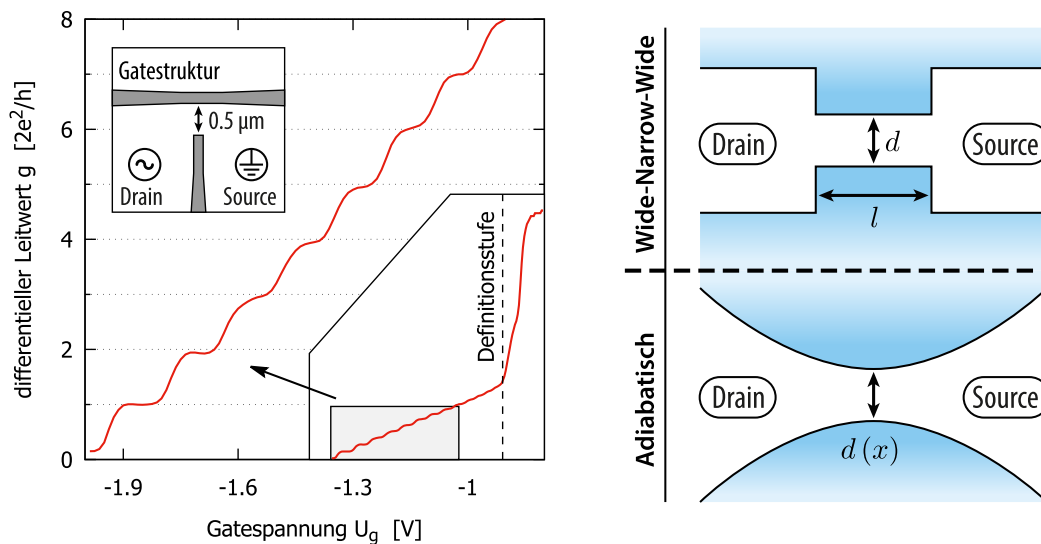 differentieller Leitwert g [2e²/h]
8
6
4
2
0
Gatestruktur
0.5 µm
Drain
Source
Definitionsstufe
-1.9
-1.6
-1.3
-1
Gatespannung Ug [V]
Wide-Narrow-Wide
Drain
d
Source
l
Adiabatisch
Drain
Source
d (x)